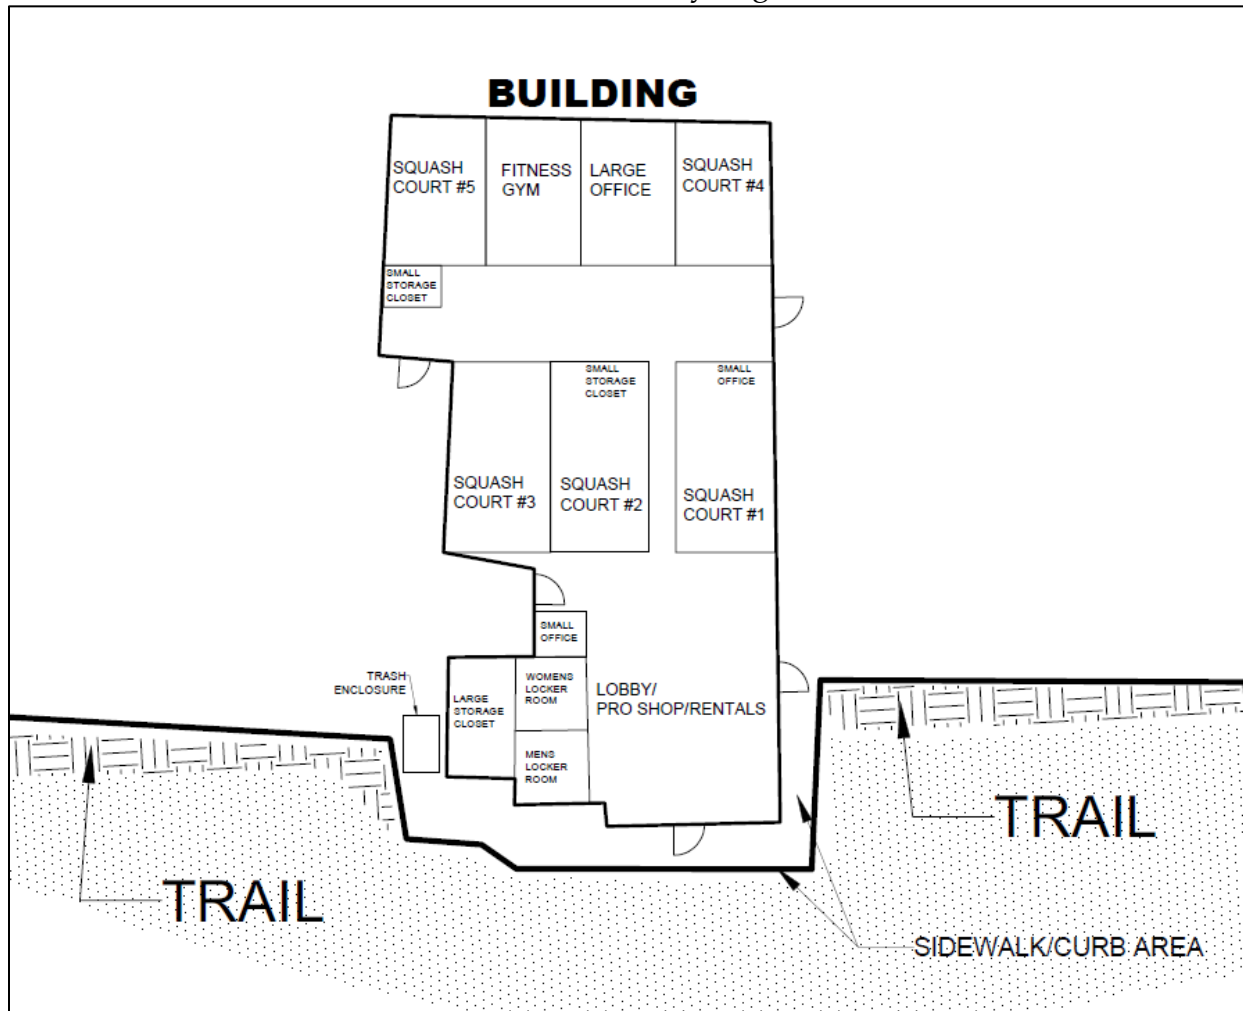 BUILDING
SQUASH
COURT #5
FITNESS
GYM
LARGE
OFFICE
SQUASH
COURT #4
SMALL
STORAGE
CLOSET
SMALL
STORAGE
CLOSET
SMALL
OFFICE
SQUASH
COURT #3
SQUASH
COURT #2
SQUASH
COURT #1
SMALL
OFFICE
TRASH
ENCLOSURE
LARGE
STORAGE
CLOSET
WOMENS
LOCKER
ROOM
LOBBY/
PRO SHOP/RENTALS
MENS
LOCKER
ROOM
TRAIL
TRAIL
SIDEWALK/CURB AREA